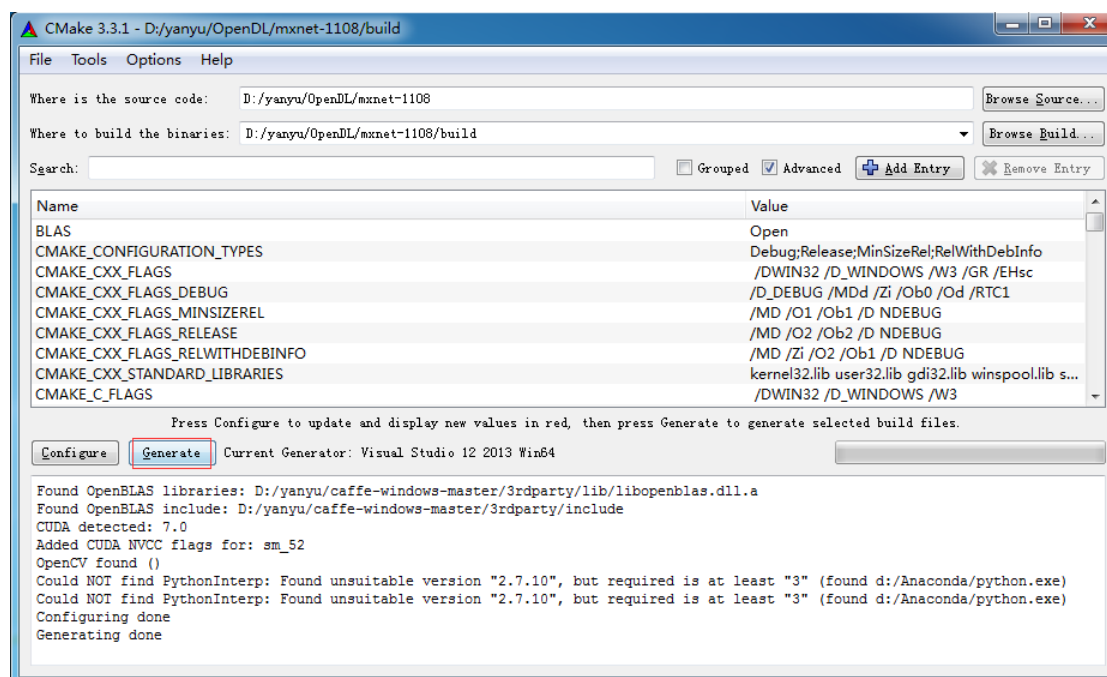 CMake 3.3.1 - D:/yanyu/OpenDL/mxnet-1108/build
File Tools Options Help
Where is the source code: D:/yanyu/OpenDL/mxnet-1108 Browse Source...
Where to build the binaries: D:/yanyu/OpenDL/mxnet-1108/build Browse Build...
Search: Grouped Advanced Add Entry Remove Entry
Name Value
BLAS Open
CMAKE_CONFIGURATION_TYPES Debug;Release;MinSizeRel;RelWithDebInfo
CMAKE_CXX_FLAGS /DWIN32 /D_WINDOWS /W3 /GR /EHsc
CMAKE_CXX_FLAGS_DEBUG /D_DEBUG /MDd /Zi /Ob0 /Od /RTC1
CMAKE_CXX_FLAGS_MINSIZEREL /MD /O1 /Ob1 /D NDEBUG
CMAKE_CXX_FLAGS_RELEASE /MD /O2 /Ob2 /D NDEBUG
CMAKE_CXX_FLAGS_RELWITHDEBINFO /MD /Zi /O2 /Ob1 /D NDEBUG
CMAKE_CXX_STANDARD_LIBRARIES kernel32.lib user32.lib gdi32.lib winspool.lib s...
CMAKE_C_FLAGS /DWIN32 /D_WINDOWS /W3
Press Configure to update and display new values in red, then press Generate to generate selected build files.
Configure Generate Current Generator: Visual Studio 12 2013 Win64
Found OpenBLAS libraries: D:/yanyu/caffe-windows-master/3rdparty/lib/libopenblas.dll.a
Found OpenBLAS include: D:/yanyu/caffe-windows-master/3rdparty/include
CUDA detected: 7.0
Added CUDA NVCC flags for: sm_52
OpenCV found ()
Could NOT find PythonInterp: Found unsuitable version "2.7.10", but required is at least "3" (found d:/Anaconda/python.exe)
Could NOT find PythonInterp: Found unsuitable version "2.7.10", but required is at least "3" (found d:/Anaconda/python.exe)
Configuring done
Generating done